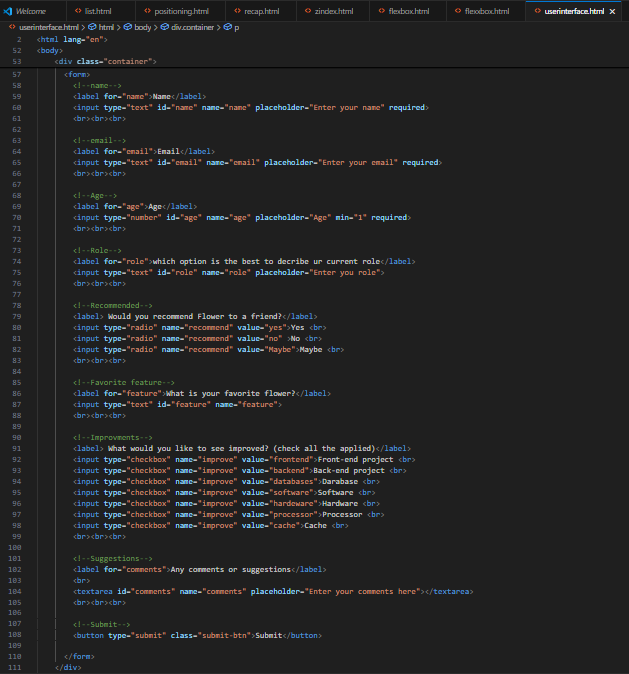 Welcome list.html positioning.html recap.html zindex.html flexbox.html flexxbox.html userinterface.html
userinterface.html > html > body > div.container > p
2 <html lang="en">
52 <body>
53 <div class="container">
57 <form>
58 <!--name-->
59 <label for="name">Name</label>
60 <input type="text" id="name" name="name" placeholder="Enter your name" required>
61 <br><br><br>
62
63 <!--email-->
64 <label for="email">Email</label>
65 <input type="text" id="email" name="email" placeholder="Enter your email" required>
66 <br><br><br>
67
68 <!--Age-->
69 <label for="age">Age</label>
70 <input type="number" id="age" name="age" placeholder="Age" min="1" required>
71 <br><br><br>
72
73 <!--Role-->
74 <label for="role">which option is the best to decribe ur current role</label>
75 <input type="text" id="role" name="role" placeholder="Enter you role">
76 <br><br><br>
77
78 <!--Recommended-->
79 <label> Would you recommend Flower to a friend?</label>
80 <input type="radio" name="recommend" value="yes">Yes <br>
81 <input type="radio" name="recommend" value="no" >No <br>
82 <input type="radio" name="recommend" value="Maybe">Maybe <br>
83 <br><br><br>
84
85 <!--Favorite feature-->
86 <label for="feature">What is your favorite flower?</label>
87 <input type="text" id="feature" name="feature">
88 <br><br><br>
89
90 <!--Improvments-->
91 <label> What would you like to see improved? (check all the applied)</label>
92 <input type="checkbox" name="improve" value="frontend">Front-end project <br>
93 <input type="checkbox" name="improve" value="backend">Back-end project <br>
94 <input type="checkbox" name="improve" value="databases">Darabase <br>
95 <input type="checkbox" name="improve" value="software">Software <br>
96 <input type="checkbox" name="improve" value="hardeware">Hardware <br>
97 <input type="checkbox" name="improve" value="processor">Processor <br>
98 <input type="checkbox" name="improve" value="cache">Cache <br>
99 <br><br><br>
100
101 <!--Suggestions-->
102 <label for="comments">Any comments or suggestions</label>
103 <br>
104 <textarea id="comments" name="comments" placeholder="Enter your comments here"></textarea>
105 <br><br><br>
106
107 <!--Submit-->
108 <button type="submit" class="submit-btn">Submit</button>
109
110 </form>
111 </div>